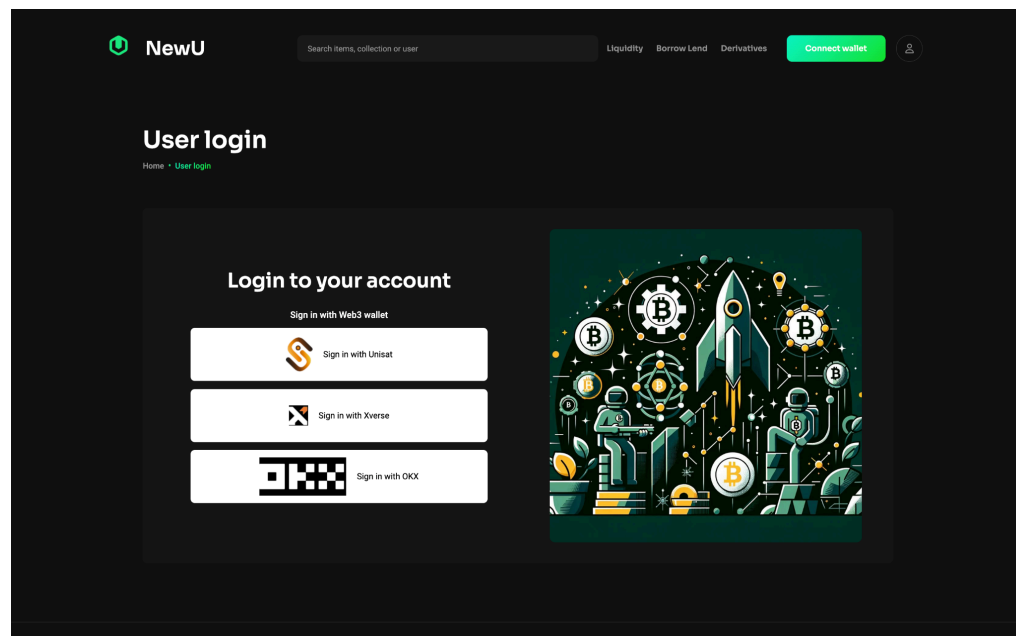 NewU
Search items, collection or user
Liquidity Borrow Lend Derivatives
Connect wallet
User login
Home • User login
Login to your account
Sign in with Web3 wallet
Sign in with Unisat
Sign in with Xverse
OKX Sign in with OKX